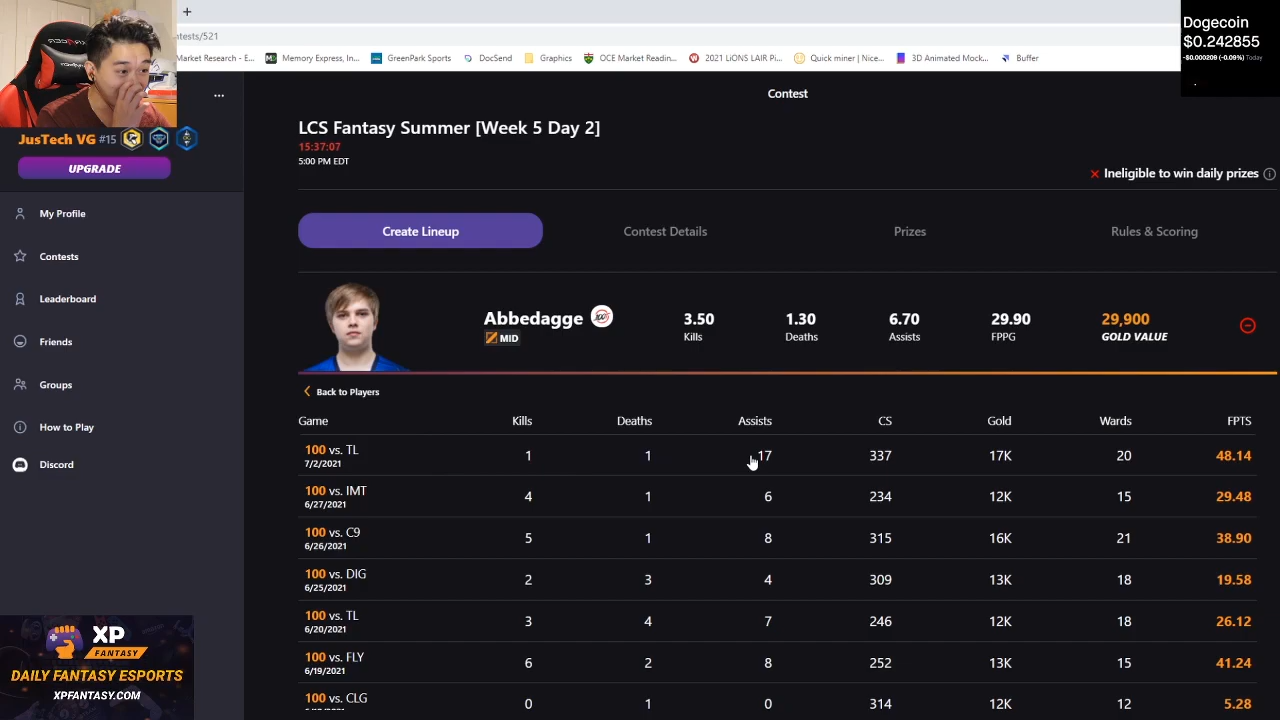 +
Dogecoin
$0.242855
-$0.000209 (-0.09%) Today
ntests/521
Market Research - E...
Memory Express, In...
GreenPark Sports
DocSend
Graphics
OCE Market Readin...
2021 LiONS LAIR Pi...
Quick miner | Nice...
3D Animated Mock...
Buffer
...
Contest
JusTech VG #15
UPGRADE
My Profile
Contests
Leaderboard
Friends
Groups
How to Play
Discord
LCS Fantasy Summer [Week 5 Day 2]
15:37:07
5:00 PM EDT
Ineligible to win daily prizes
Create Lineup
Contest Details
Prizes
Rules & Scoring
Abbedagge
MID
3.50
Kills
1.30
Deaths
6.70
Assists
29.90
FPPG
29,900
GOLD VALUE
Back to Players
Game Kills Deaths Assists CS Gold Wards FPTS
100 vs. TL 1 1 17 337 17K 20 48.14
7/2/2021
100 vs. IMT 4 1 6 234 12K 15 29.48
6/27/2021
100 vs. C9 5 1 8 315 16K 21 38.90
6/26/2021
100 vs. DIG 2 3 4 309 13K 18 19.58
6/25/2021
100 vs. TL 3 4 7 246 12K 18 26.12
6/20/2021
100 vs. FLY 6 2 8 252 13K 15 41.24
6/19/2021
100 vs. CLG 0 1 0 314 12K 12 5.28
XP
FANTASY
DAILY FANTASY ESPORTS
XPFANTASY.COM